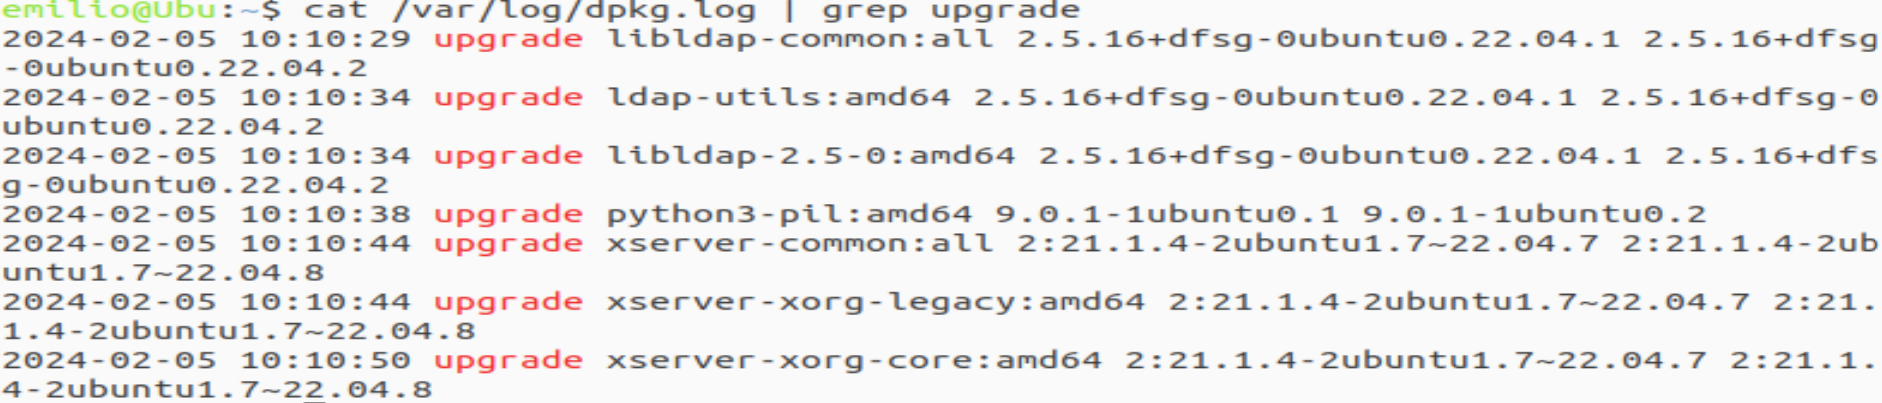 emilio@Ubu:~$ cat /var/log/dpkg.log | grep upgrade
2024-02-05 10:10:29 upgrade libldap-common:all 2.5.16+dfsg-0ubuntu0.22.04.1 2.5.16+dfsg
-0ubuntu0.22.04.2
2024-02-05 10:10:34 upgrade ldap-utils:amd64 2.5.16+dfsg-0ubuntu0.22.04.1 2.5.16+dfsg-0
ubuntu0.22.04.2
2024-02-05 10:10:34 upgrade libldap-2.5-0:amd64 2.5.16+dfsg-0ubuntu0.22.04.1 2.5.16+dfs
g-0ubuntu0.22.04.2
2024-02-05 10:10:38 upgrade python3-pil:amd64 9.0.1-1ubuntu0.1 9.0.1-1ubuntu0.2
2024-02-05 10:10:44 upgrade xserver-common:all 2:21.1.4-2ubuntu1.7~22.04.7 2:21.1.4-2ub
untu1.7~22.04.8
2024-02-05 10:10:44 upgrade xserver-xorg-legacy:amd64 2:21.1.4-2ubuntu1.7~22.04.7 2:21.
1.4-2ubuntu1.7~22.04.8
2024-02-05 10:10:50 upgrade xserver-xorg-core:amd64 2:21.1.4-2ubuntu1.7~22.04.7 2:21.1.
4-2ubuntu1.7~22.04.8